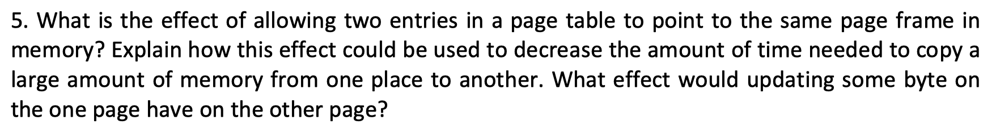 5. What is the effect of allowing two entries in a page table to point to the same page frame in
memory? Explain how this effect could be used to decrease the amount of time needed to copy a
large amount of memory from one place to another. What effect would updating some byte on
the one page have on the other page?